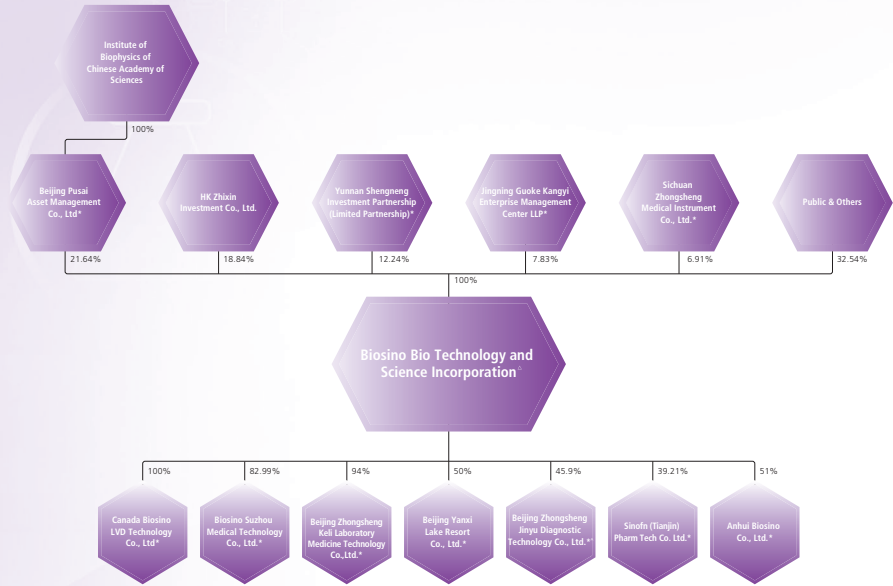 Institute of
Biophysics of
Chinese Academy of
Sciences
100%
Beijing Pusai
Asset Management
Co., Ltd*
HK Zhixin
Investment Co., Ltd.
Yunnan Shengneng
Investment Partnership
(Limited Partnership)*
Jingning Guoke Kangyi
Enterprise Management
Center LLP*
Sichuan
Zhongsheng
Medical Instrument
Co., Ltd.*
Public & Others
21.64%
18.84%
12.24%
7.83%
6.91%
32.54%
100%
Biosino Bio Technology and
Science Incorporation△
100%
82.99%
94%
50%
45.9%
39.21%
51%
Canada Biosino
LVD Technology
Co., Ltd*
Biosino Suzhou
Medical Technology
Co., Ltd.*
Beijing Zhongsheng
Keli Laboratory
Medicine Technology
Co.,Ltd.*
Beijing Yanxi
Lake Resort
Co., Ltd.*
Beijing Zhongsheng
Jinyu Diagnostic
Technology Co., Ltd.*
Sinofn (Tianjin)
Pharm Tech Co. Ltd.*
Anhui Biosino
Co., Ltd.*